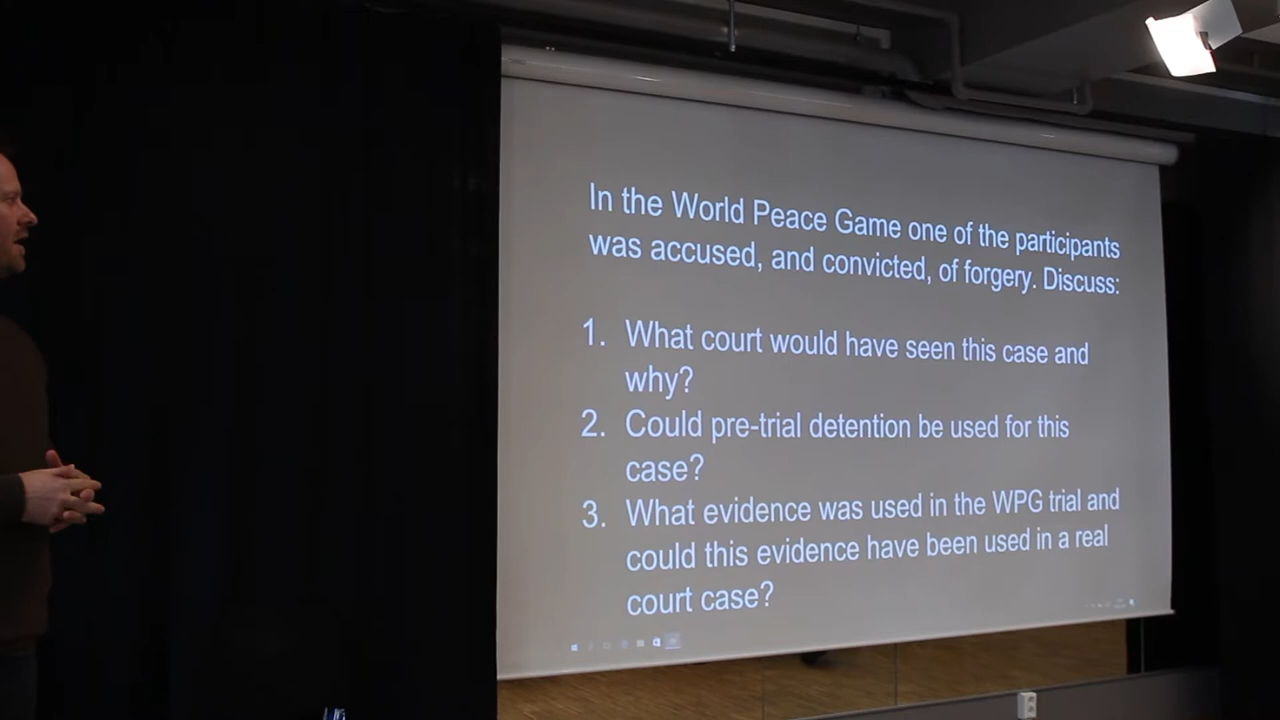 In the World Peace Game one of the participants
was accused, and convicted, of forgery. Discuss:
1. What court would have seen this case and
why?
2. Could pre-trial detention be used for this
case?
3. What evidence was used in the WPG trial and
could this evidence have been used in a real
court case?